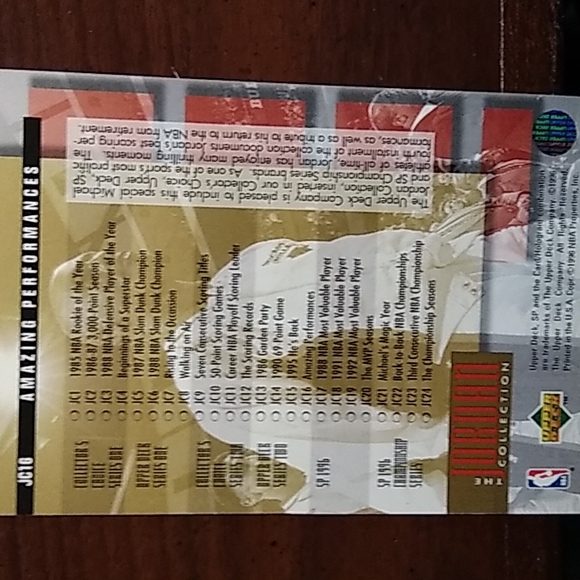 JC16 AMAZING PERFORMANCES
The Upper Deck Company is pleased to include this special Michael
Jordan Collection, inserted in our Collector's Choice, Upper Deck, SP
and SP Championship Series brands. As one of the sport's most prolific
athletes of all-time, Jordan has enjoyed many thrilling moments. The
fourth installment of our collection documents Jordan's best scoring per-
formances, as well as a tribute to his return to the NBA from retirement.
COLLECTOR'S
CHOICE
SERIES ONE
JC1 1985 NBA Rookie of the Year
JC2 1986-87 3,000 Point Season
JC3 1988 NBA Defensive Player of the Year
JC4 Beginnings of a Superstar
UPPER DECK
SERIES ONE
JC5 1987 NBA Slam Dunk Champion
JC6 1988 NBA Slam Dunk Champion
JC7 Rising to the Occasion
JC8 Walking on Air
COLLECTOR'S
CHOICE
SERIES TWO
JC9 Seven Consecutive Scoring Titles
JC10 50-Point Scoring Games
JC11 Career NBA Playoff Scoring Leader
JC12 The Scoring Records
UPPER DECK
SERIES TWO
JC13 1986 Garden Party
JC14 1990 69 Point Game
JC15 1995 He's Back
JC16 Amazing Performances
SP 1996
JC17 1988 NBA Most Valuable Player
JC18 1991 NBA Most Valuable Player
JC19 1992 NBA Most Valuable Player
JC20 The MVP Seasons
SP 1996
CHAMPIONSHIP
SERIES
JC21 Michael's Magic Year
JC22 Back to Back NBA Championships
JC23 Third Consecutive NBA Championship
JC24 The Championship Seasons
THE
JORDAN
COLLECTION
Upper Deck, SP, and the Card/Hologram Combination
are trademarks of The Upper Deck Company. ©1996
The Upper Deck Company. All Rights Reserved.
Printed in the U.S.A. Copr. ©1996 NBA Properties, Inc.
UPPER DECK
NBA